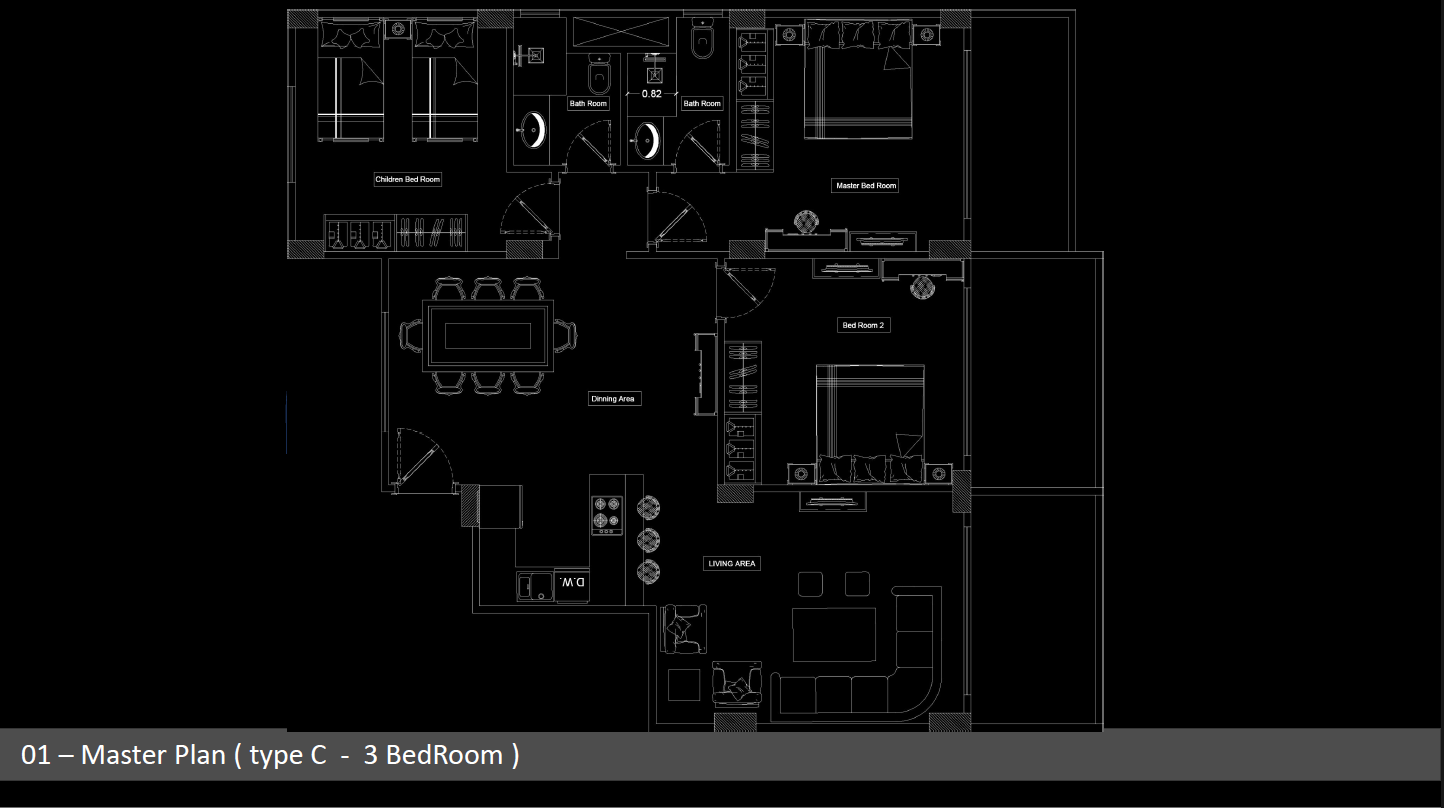 Bath Room
0.82
Bath Room
Children Bed Room
Master Bed Room
Bed Room 2
Dinning Area
LIVING AREA
D.W.
01 – Master Plan ( type C - 3 BedRoom )